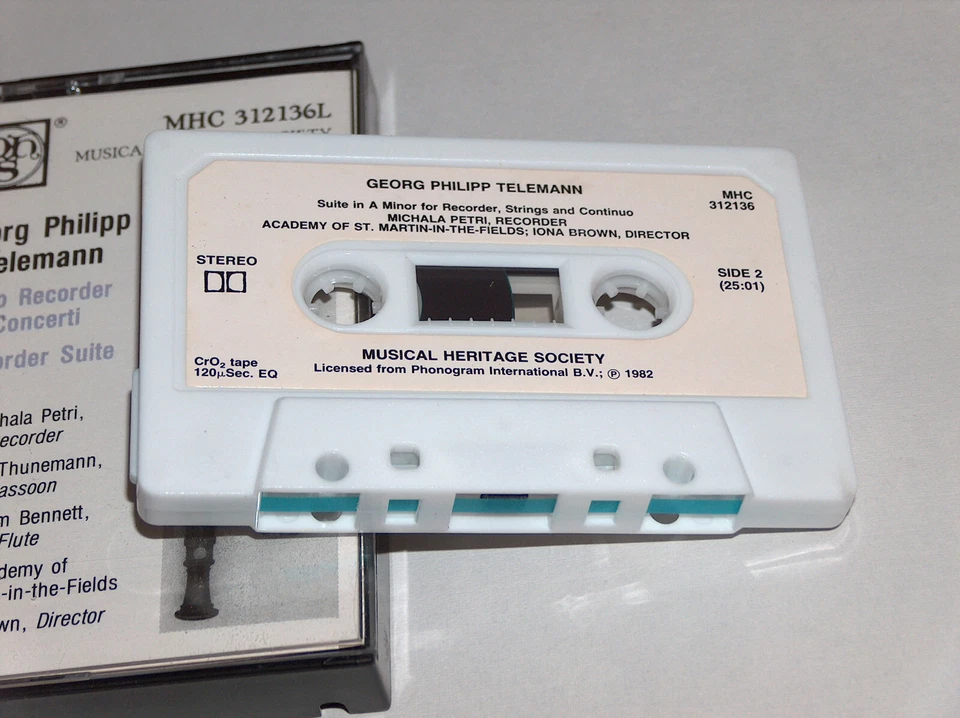 MHC 312136L
®
MUSICA
rg Philipp
elemann
o Recorder
Concerti
order Suite
hala Petri,
ecorder
Thunemann,
assoon
m Bennett,
Flute
demy of
-in-the-Fields
wn, Director
GEORG PHILIPP TELEMANN
Suite in A Minor for Recorder, Strings and Continuo
MICHALA PETRI, RECORDER
ACADEMY OF ST. MARTIN-IN-THE-FIELDS; IONA BROWN, DIRECTOR
MHC
312136
STEREO
SIDE 2
(25:01)
CrO₂ tape
120μSec. EQ
MUSICAL HERITAGE SOCIETY
Licensed from Phonogram International B.V.; ℗ 1982